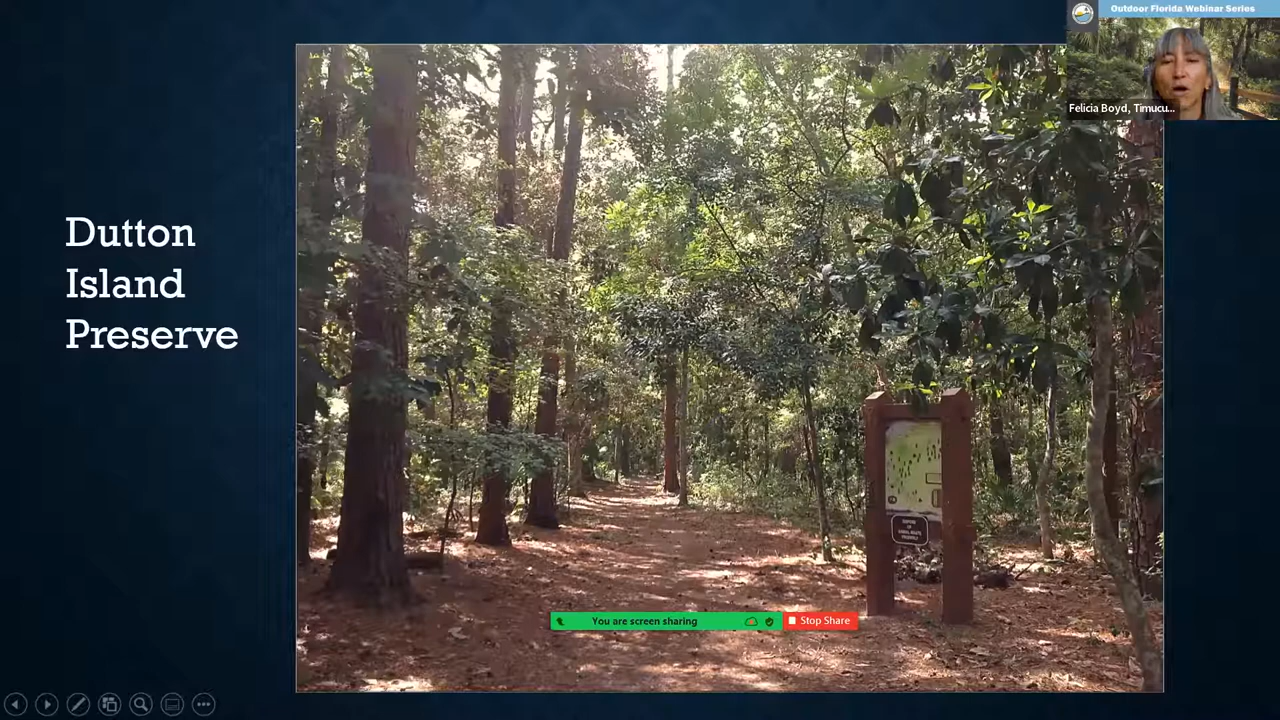 Outdoor Florida Webinar Series
Felicia Boyd, Timucu...
Dutton
Island
Preserve
You are screen sharing
Stop Share